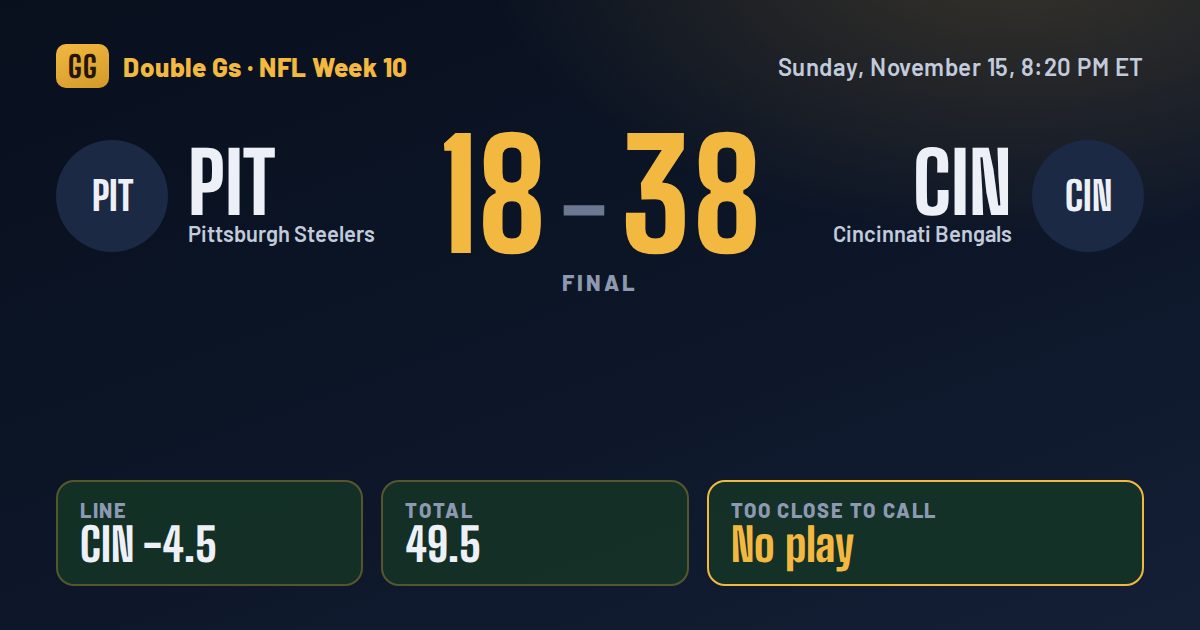 GG Double Gs · NFL Week 10
Sunday, November 15, 8:20 PM ET
PIT
PIT
Pittsburgh Steelers
18 – 38
FINAL
CIN
Cincinnati Bengals
CIN
LINE
CIN −4.5
TOTAL
49.5
TOO CLOSE TO CALL
No play